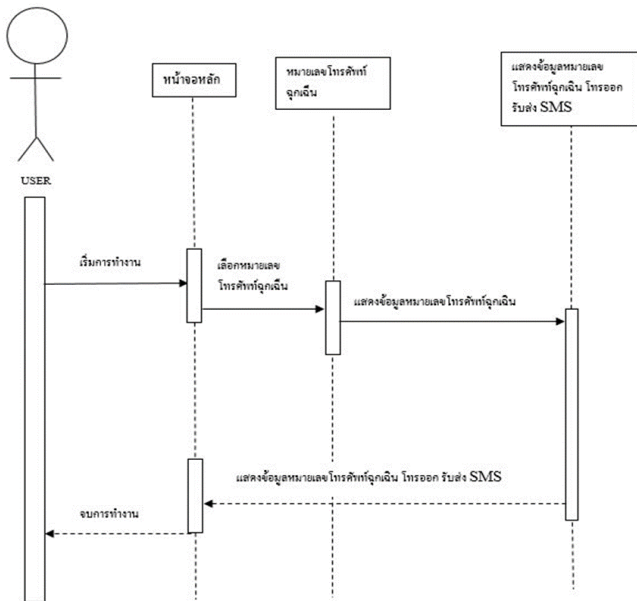 หน้าจอหลัก
หมายเลขโทรศัพท์
ฉุกเฉิน
แสดงข้อมูลหมายเลข
โทรศัพท์ฉุกเฉิน โทรออก
รับส่ง SMS
USER
เริ่มการทำงาน
เลือกหมายเลข
โทรศัพท์ฉุกเฉิน
แสดงข้อมูลหมายเลขโทรศัพท์ฉุกเฉิน
แสดงข้อมูลหมายเลขโทรศัพท์ฉุกเฉิน โทรออก รับส่ง SMS
จบการทำงาน